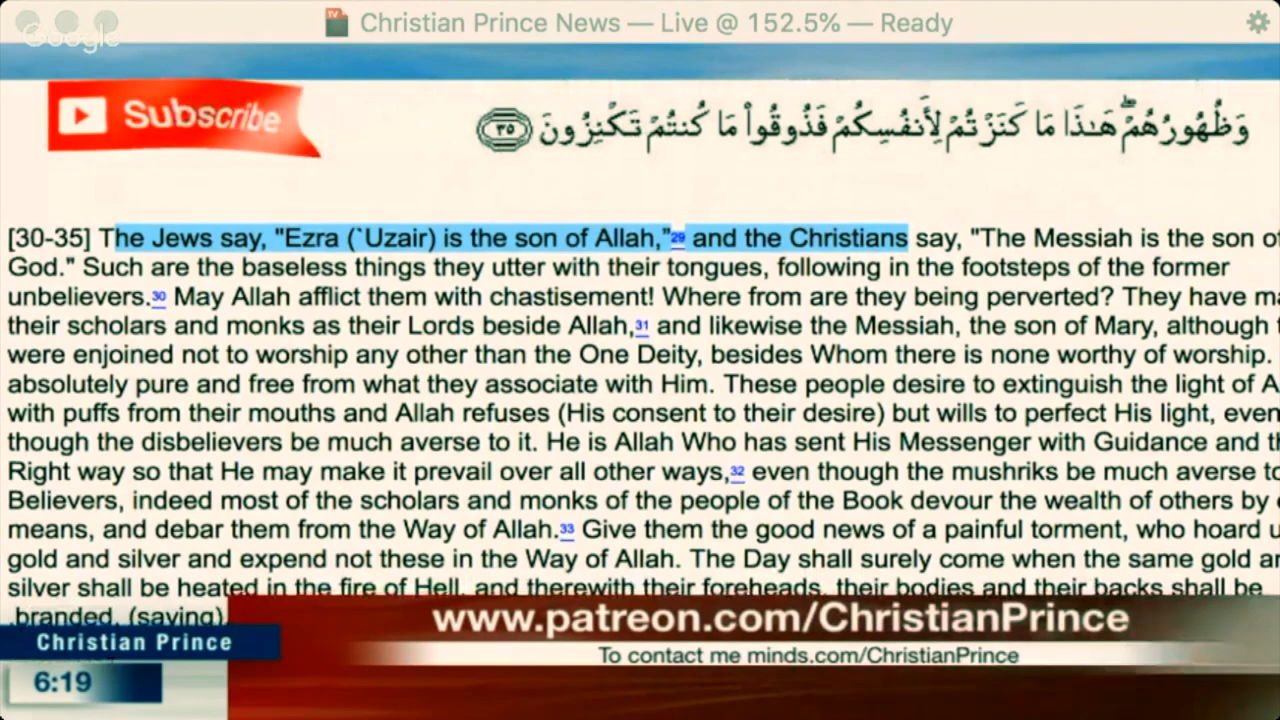 Christian Prince News — Live @ 152.5% — Ready
Google
Subscribe
وَظُهُورُهُمْ ۖ هَـٰذَا مَا كَنَزْتُمْ لِأَنفُسِكُمْ فَذُوقُوا۟ مَا كُنتُمْ تَكْنِزُونَ ٣٥
[30-35] The Jews say, "Ezra (`Uzair) is the son of Allah,"29 and the Christians say, "The Messiah is the son of
God." Such are the baseless things they utter with their tongues, following in the footsteps of the former
unbelievers.30 May Allah afflict them with chastisement! Where from are they being perverted? They have
their scholars and monks as their Lords beside Allah,31 and likewise the Messiah, the son of Mary, although
were enjoined not to worship any other than the One Deity, besides Whom there is none worthy of worship.
absolutely pure and free from what they associate with Him. These people desire to extinguish the light of
with puffs from their mouths and Allah refuses (His consent to their desire) but wills to perfect His light, even
though the disbelievers be much averse to it. He is Allah Who has sent His Messenger with Guidance and
Right way so that He may make it prevail over all other ways,32 even though the mushriks be much averse to
Believers, indeed most of the scholars and monks of the people of the Book devour the wealth of others by
means, and debar them from the Way of Allah.33 Give them the good news of a painful torment, who hoard
gold and silver and expend not these in the Way of Allah. The Day shall surely come when the same gold
silver shall be heated in the fire of Hell, and therewith their foreheads, their bodies and their backs shall be
branded, (saying),
www.patreon.com/ChristianPrince
Christian Prince
To contact me minds.com/ChristianPrince
6:19